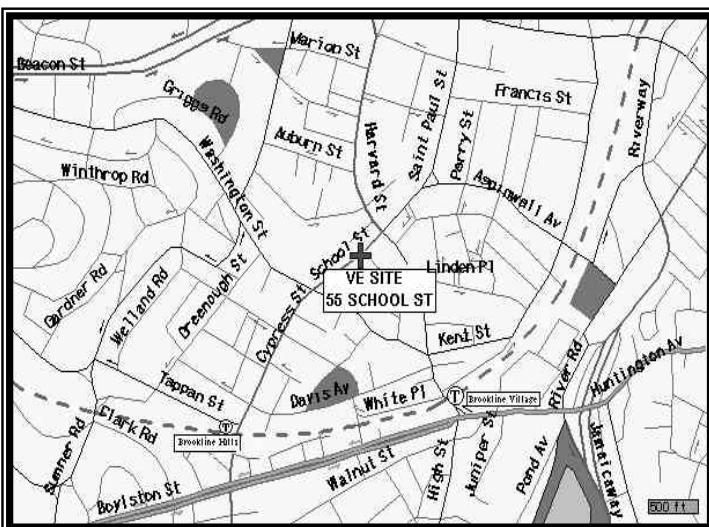 Marion St
Beacon St
Griggs Rd
Francis St
Riverway
Saint Paul St
Perry St
Harvard St
Auburn St
Washington St
Winthrop Rd
Aspinwall Av
School St
Linden Pl
VE SITE
55 SCHOOL ST
Gardner Rd
Welland Rd
Greenough St
Cypress St
Kent St
Huntington Av
River Rd
Tappan St
Davis Av
White Pl
T
Brookline Village
Clark Rd
T
Brookline Hills
Sumner Rd
Walnut St
High St
Juniper St
Pond Av
Jamaicaway
Boylston St
500 ft